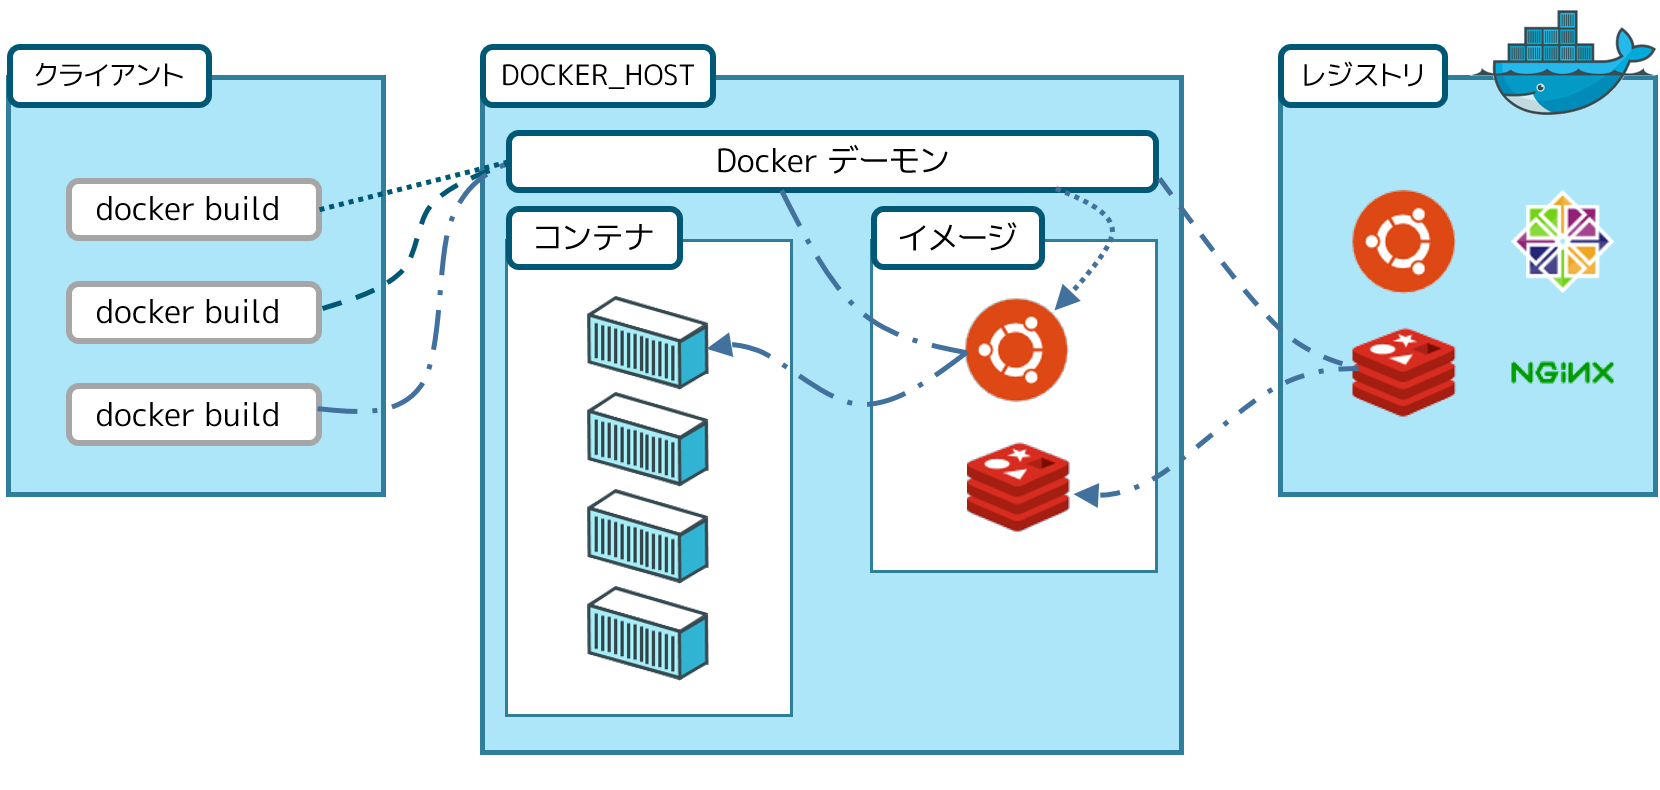 クライアント
docker build
docker build
docker build
DOCKER_HOST
Docker デーモン
コンテナ
イメージ
レジストリ
NGiNX